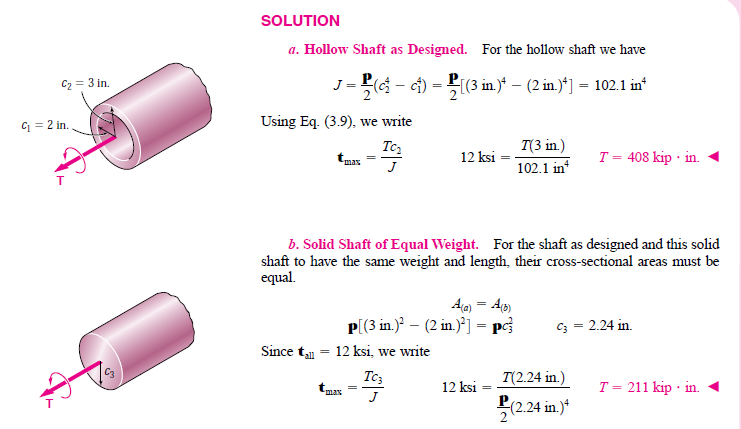 SOLUTION
a. Hollow Shaft as Designed. For the hollow shaft we have
J = P/2 (c₂⁴ − c₁⁴) = P/2 [(3 in.)⁴ − (2 in.)⁴] = 102.1 in⁴
Using Eq. (3.9), we write
t_max = Tc₂/J    12 ksi = T(3 in.)/102.1 in⁴    T = 408 kip · in. ◀
c₂ = 3 in.
c₁ = 2 in.
T
b. Solid Shaft of Equal Weight. For the shaft as designed and this solid
shaft to have the same weight and length, their cross-sectional areas must be
equal.
A₍ₐ₎ = A₍b₎
p[(3 in.)² − (2 in.)²] = pc₃²    c₃ = 2.24 in.
Since t_all = 12 ksi, we write
t_max = Tc₃/J    12 ksi = T(2.24 in.)/(P/2 (2.24 in.)⁴)    T = 211 kip · in. ◀
c₃
T